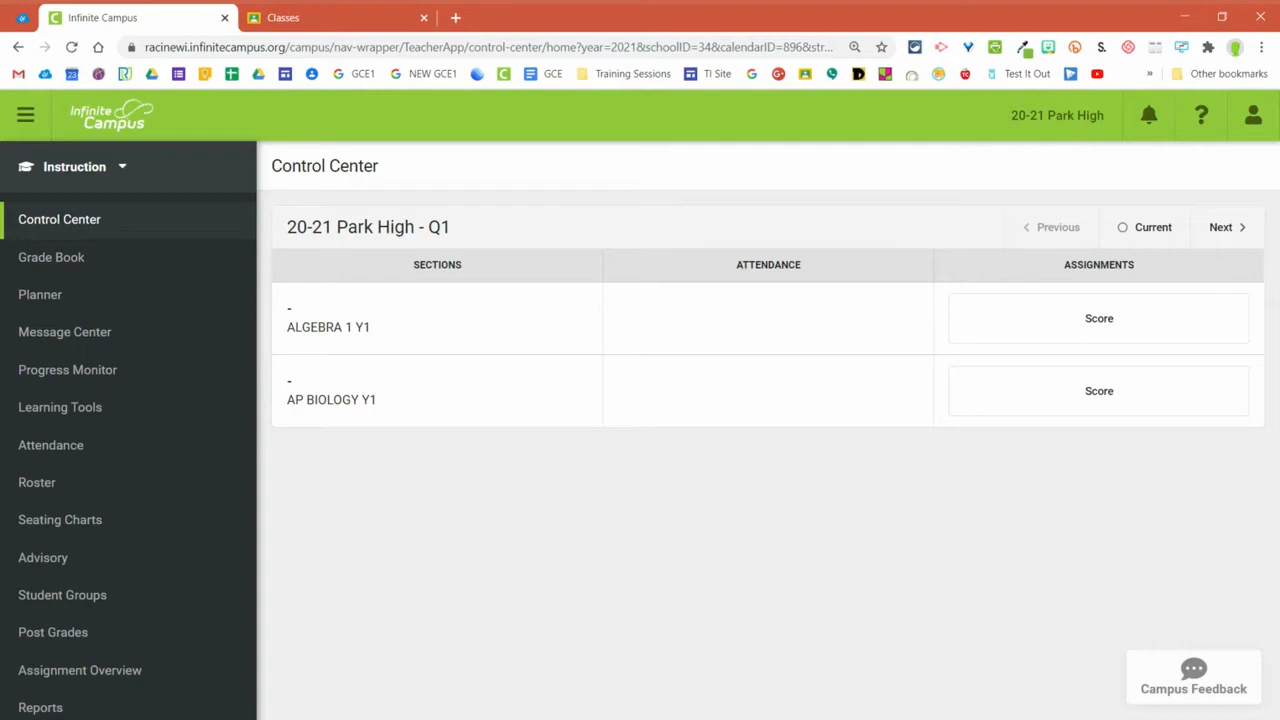 Infinite Campus
Classes
racinewi.infinitecampus.org/campus/nav-wrapper/TeacherApp/control-center/home?year=2021&schoolID=34&calendarID=896&str...
GCE1
NEW GCE1
GCE
Training Sessions
TI Site
Test It Out
»
Other bookmarks
Infinite
Campus
20-21 Park High
Instruction
Control Center
Grade Book
Planner
Message Center
Progress Monitor
Learning Tools
Attendance
Roster
Seating Charts
Advisory
Student Groups
Post Grades
Assignment Overview
Reports
Control Center
20-21 Park High - Q1
Previous
Current
Next
SECTIONS
ATTENDANCE
ASSIGNMENTS
-
ALGEBRA 1 Y1
Score
-
AP BIOLOGY Y1
Score
Campus Feedback